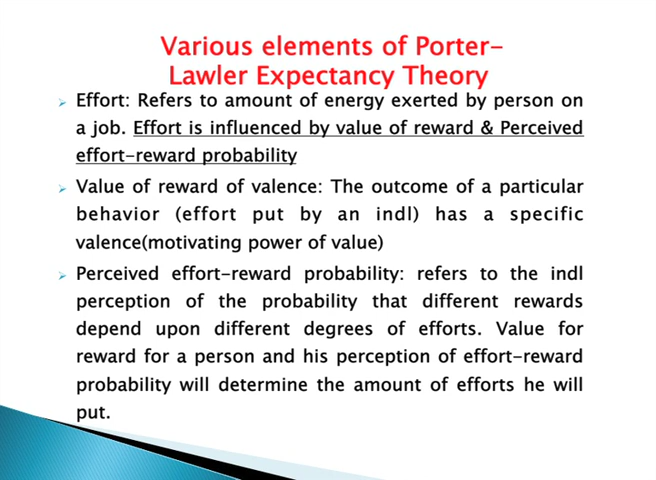 Various elements of Porter-
Lawler Expectancy Theory
Effort: Refers to amount of energy exerted by person on
a job. Effort is influenced by value of reward & Perceived
effort-reward probability
Value of reward of valence: The outcome of a particular
behavior (effort put by an indl) has a specific
valence(motivating power of value)
Perceived effort-reward probability: refers to the indl
perception of the probability that different rewards
depend upon different degrees of efforts. Value for
reward for a person and his perception of effort-reward
probability will determine the amount of efforts he will
put.